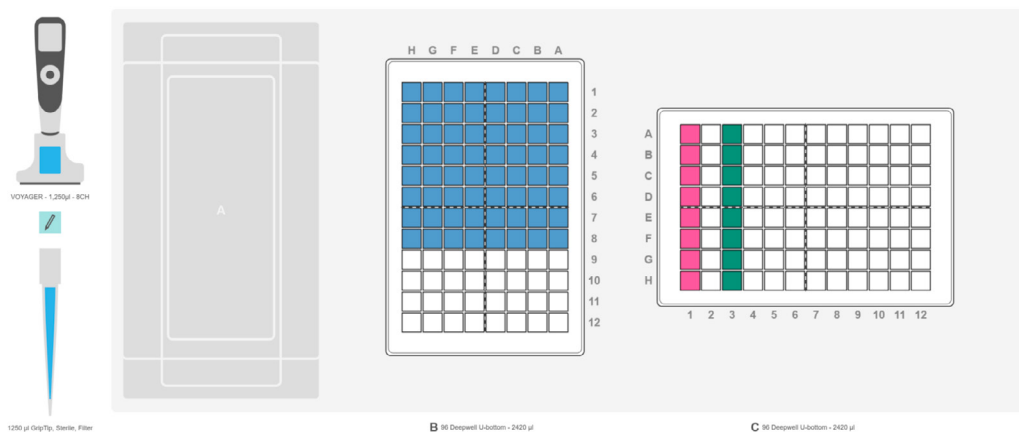 VOYAGER - 1,250µl - 8CH
1250 µl GripTip, Sterile, Filter
A
H G F E D C B A
1
2
3
4
5
6
7
8
9
10
11
12
B 96 Deepwell U-bottom - 2420 µl
A
B
C
D
E
F
G
H
1 2 3 4 5 6 7 8 9 10 11 12
C 96 Deepwell U-bottom - 2420 µl